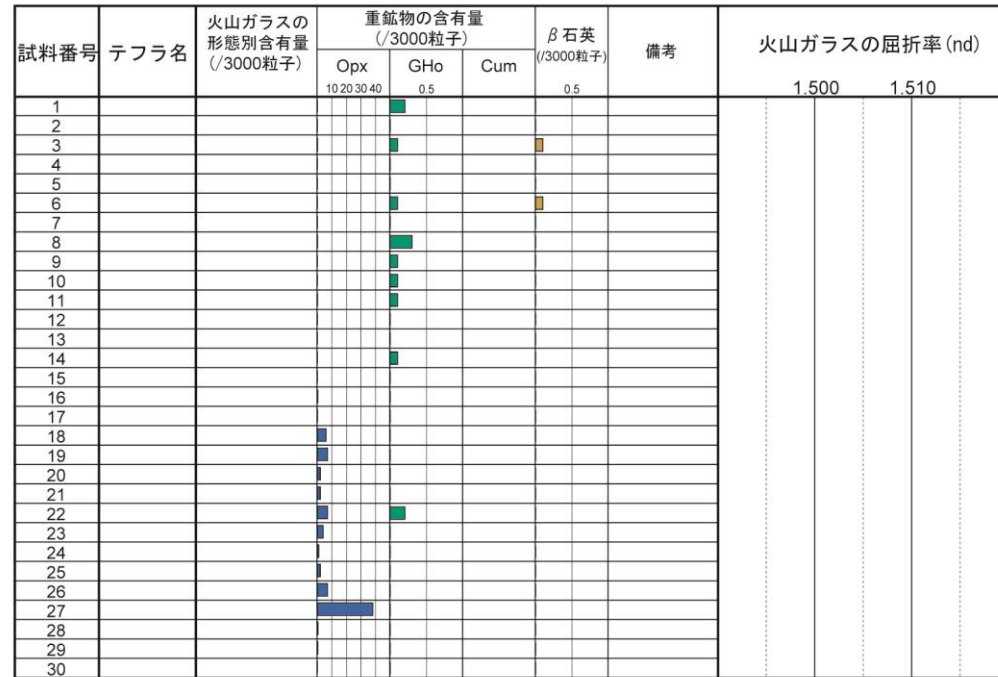 試料番号
テフラ名
火山ガラスの
形態別含有量
(/3000粒子)
重鉱物の含有量
(/3000粒子)
Opx
GHo
Cum
10 20 30 40
0.5
β石英
(/3000粒子)
0.5
備考
火山ガラスの屈折率(nd)
1.500
1.510
1
2
3
4
5
6
7
8
9
10
11
12
13
14
15
16
17
18
19
20
21
22
23
24
25
26
27
28
29
30